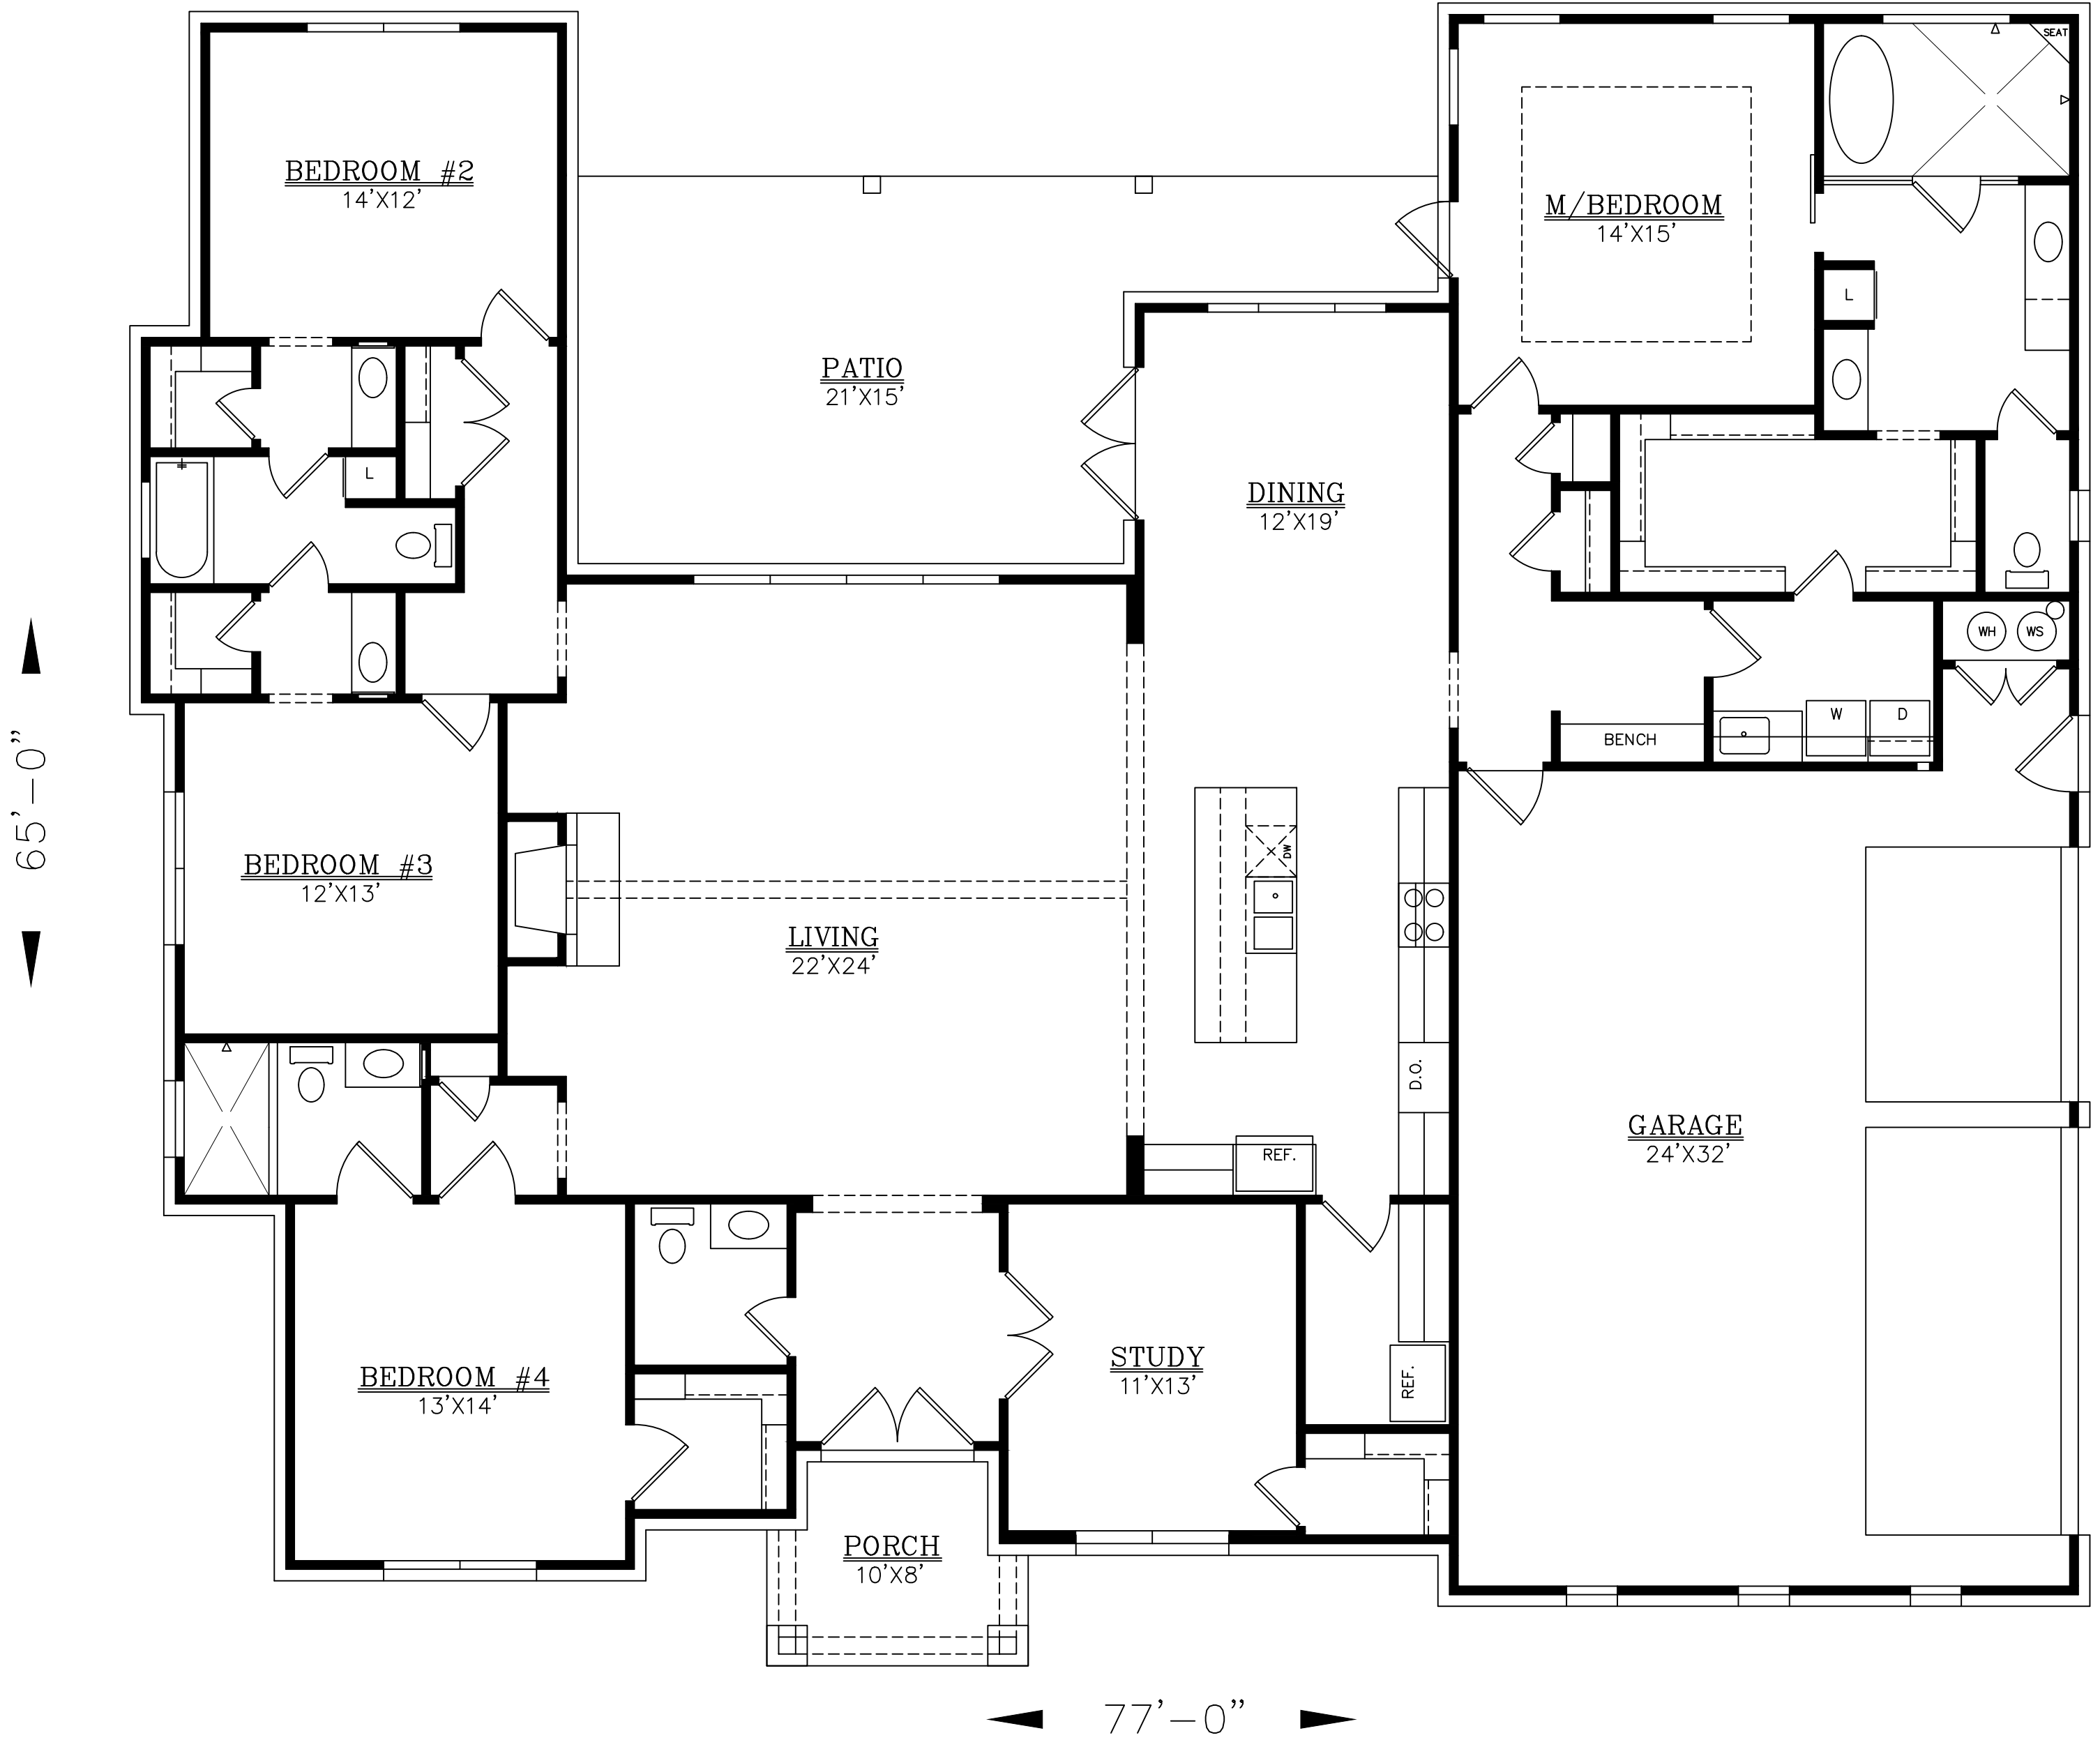 SEAT
BEDROOM #2
14'X12'
M/BEDROOM
14'X15'
L
PATIO
21'X15'
L
DINING
12'X19'
WH
WS
W
D
BENCH
65'-0"
DW
BEDROOM #3
12'X13'
LIVING
22'X24'
D.O.
GARAGE
24'X32'
REF.
STUDY
11'X13'
BEDROOM #4
13'X14'
REF.
PORCH
10'X8'
77'-0"